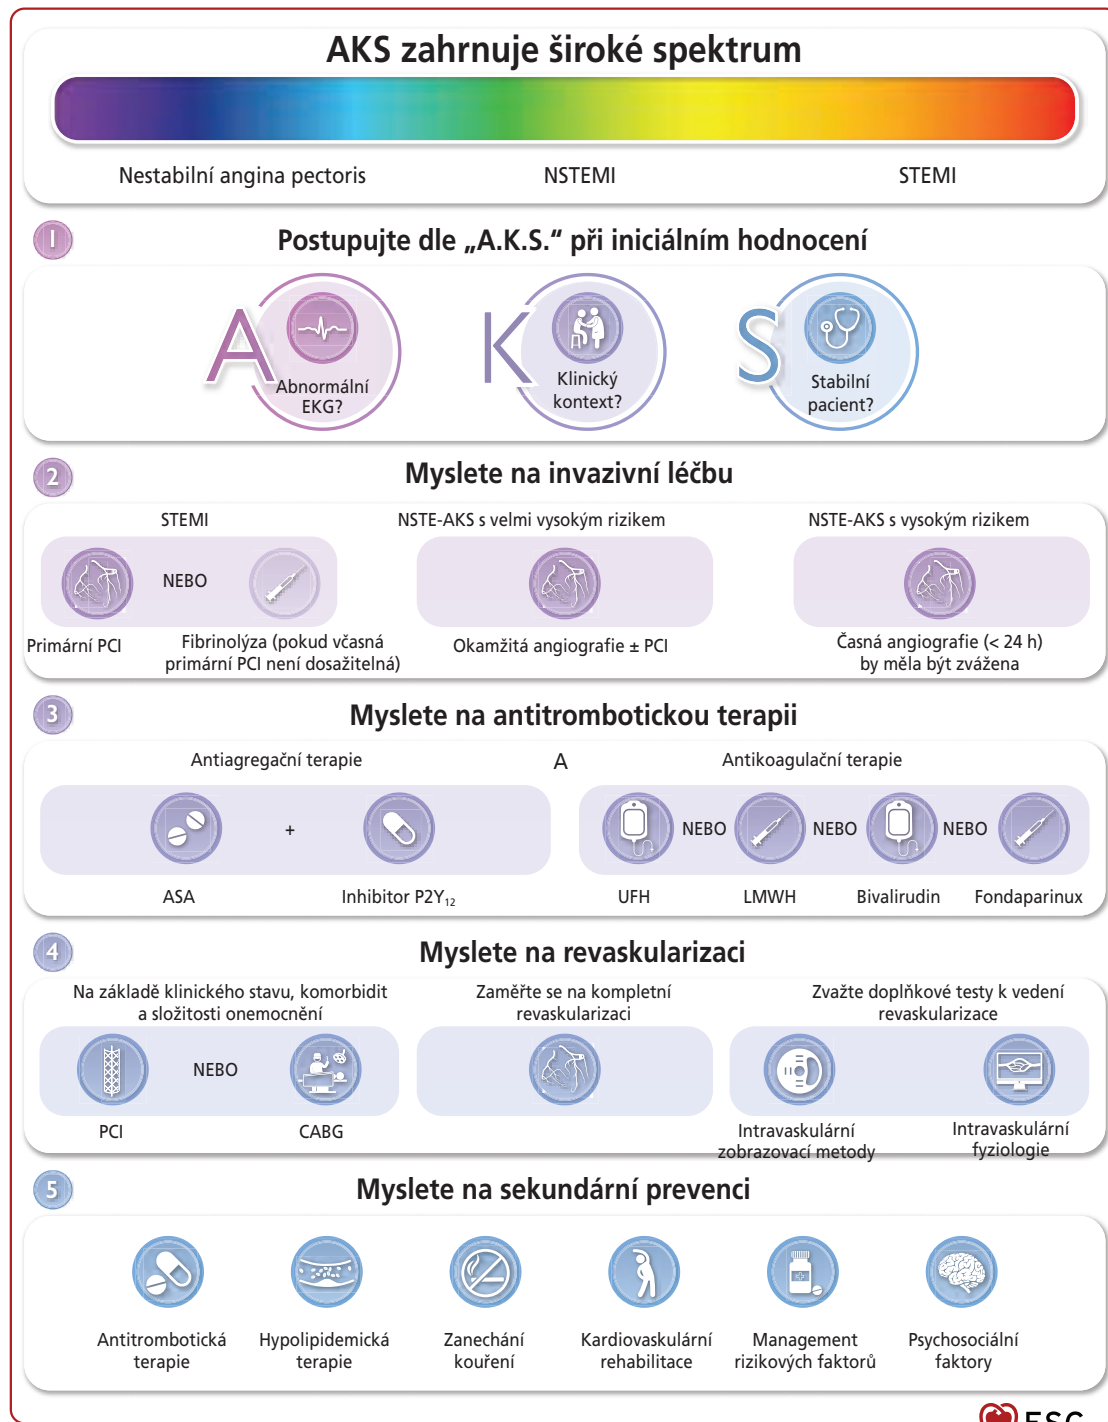 AKS zahrnuje široké spektrum
Nestabilní angina pectoris
NSTEMI
STEMI
1
Postupujte dle „A.K.S.“ při iniciálním hodnocení
A
Abnormální
EKG?
K
Klinický
kontext?
S
Stabilní
pacient?
2
Myslete na invazivní léčbu
STEMI
NEBO
Primární PCI
Fibrinolýza (pokud včasná
primární PCI není dosažitelná)
NSTE-AKS s velmi vysokým rizikem
Okamžitá angiografie ± PCI
NSTE-AKS s vysokým rizikem
Časná angiografie (< 24 h)
by měla být zvážena
3
Myslete na antitrombotickou terapii
Antiagregační terapie
+
ASA
Inhibitor P2Y₁₂
A
Antikoagulační terapie
NEBO
NEBO
NEBO
UFH
LMWH
Bivalirudin
Fondaparinux
4
Myslete na revaskularizaci
Na základě klinického stavu, komorbidit
a složitosti onemocnění
NEBO
PCI
CABG
Zaměřte se na kompletní
revaskularizaci
Zvažte doplňkové testy k vedení
revaskularizace
Intravaskulární
zobrazovací metody
Intravaskulární
fyziologie
5
Myslete na sekundární prevenci
Antitrombotická
terapie
Hypolipidemická
terapie
Zanechání
kouření
Kardiovaskulární
rehabilitace
Management
rizikových faktorů
Psychosociální
faktory
ESC